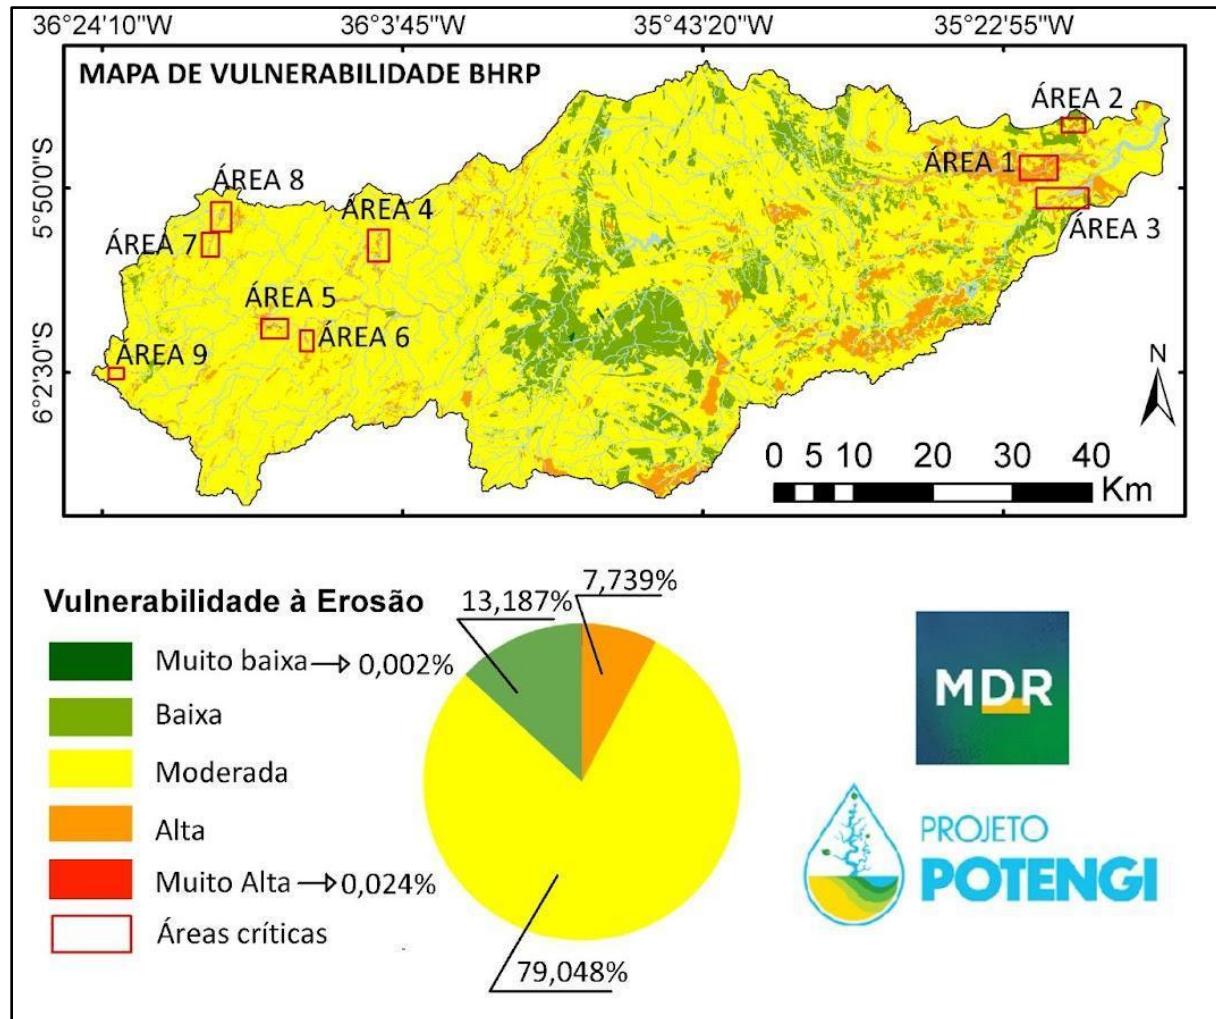 36°24'10"W 36°3'45"W 35°43'20"W 35°22'55"W
MAPA DE VULNERABILIDADE BHRP
ÁREA 2
ÁREA 1
5°50'0"S
ÁREA 8
ÁREA 4
ÁREA 3
ÁREA 7
ÁREA 5
ÁREA 6
6°2'30"S
ÁREA 9
N
0 5 10 20 30 40
Km
Vulnerabilidade à Erosão
Muito baixa 0,002%
Baixa
Moderada
Alta
Muito Alta 0,024%
Áreas críticas
13,187%
7,739%
79,048%
MDR
PROJETO
POTENGI